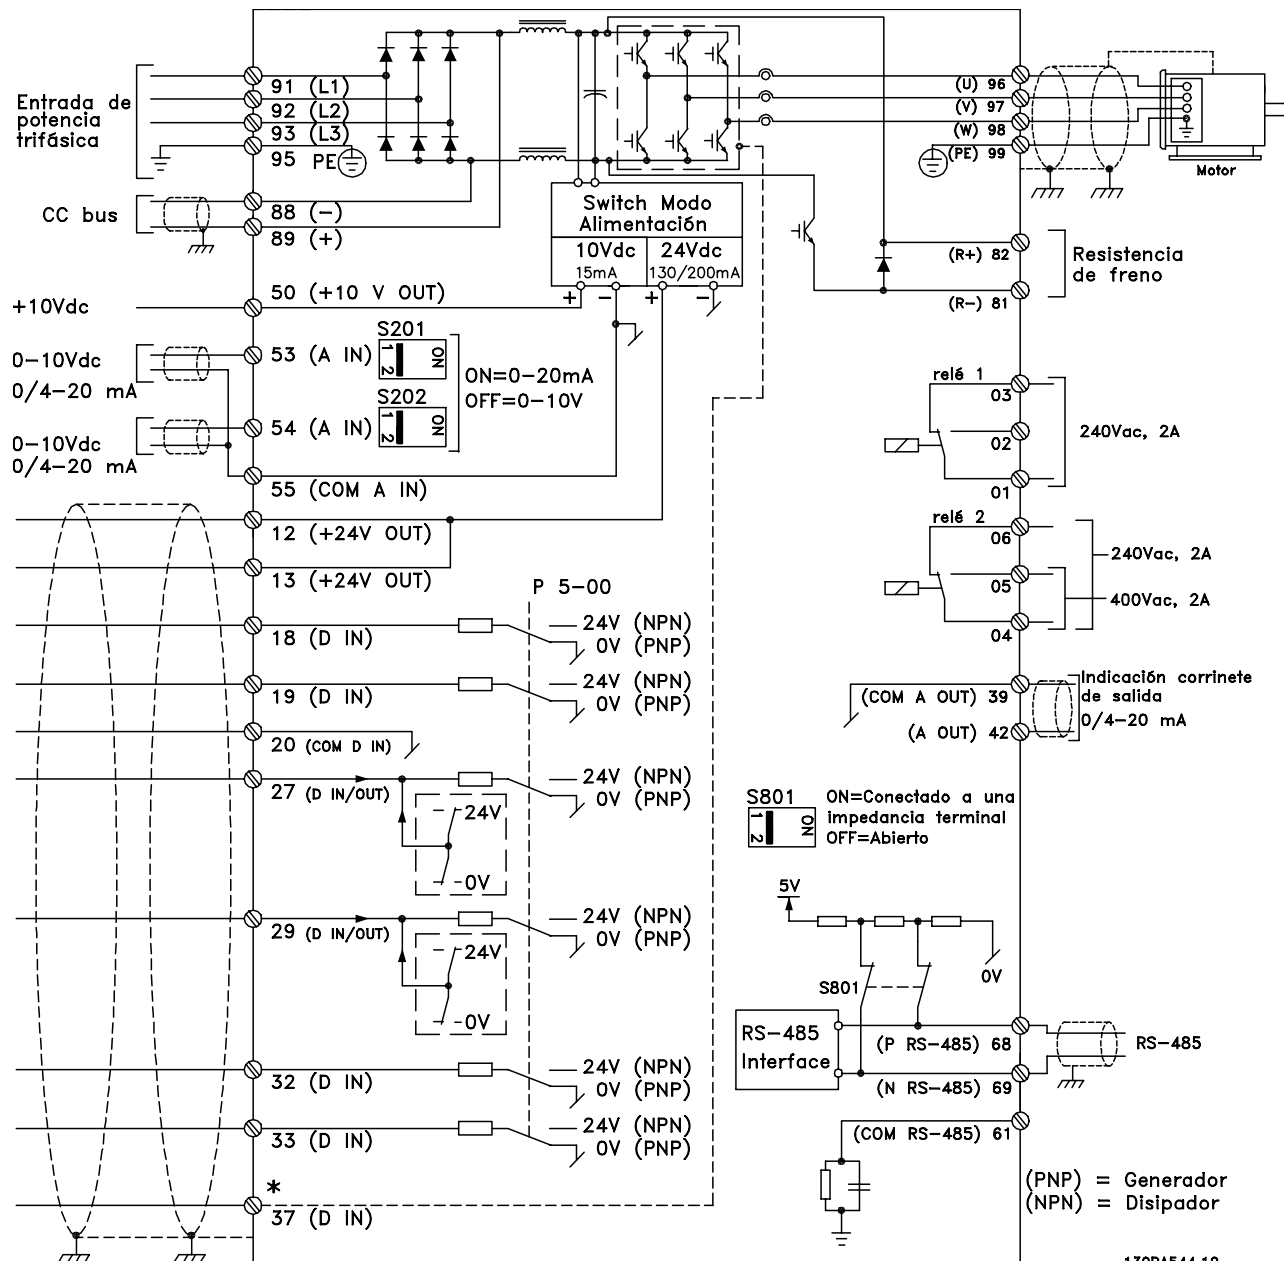 Entrada de
potencia
trifásica
91 (L1)
92 (L2)
93 (L3)
95 PE
CC bus
88 (−)
89 (+)
+10Vdc
50 (+10 V OUT)
0−10Vdc
0/4−20 mA
53 (A IN)
S201
1 2 ON
ON=0−20mA
OFF=0−10V
S202
1 2 ON
0−10Vdc
0/4−20 mA
54 (A IN)
55 (COM A IN)
12 (+24V OUT)
13 (+24V OUT)
P 5−00
18 (D IN)
24V (NPN)
0V (PNP)
19 (D IN)
24V (NPN)
0V (PNP)
20 (COM D IN)
27 (D IN/OUT)
24V (NPN)
0V (PNP)
24V
0V
29 (D IN/OUT)
24V (NPN)
0V (PNP)
24V
0V
32 (D IN)
24V (NPN)
0V (PNP)
33 (D IN)
24V (NPN)
0V (PNP)
*
37 (D IN)
Switch Modo
Alimentación
10Vdc
15mA
24Vdc
130/200mA
+ − + −
(U) 96
(V) 97
(W) 98
(PE) 99
Motor
(R+) 82
(R−) 81
Resistencia
de freno
relé 1
03
02
01
240Vac, 2A
relé 2
06
05
04
240Vac, 2A
400Vac, 2A
(COM A OUT) 39
(A OUT) 42
Indicación corrinete
de salida
0/4−20 mA
S801
1 2 ON
ON=Conectado a una
impedancia terminal
OFF=Abierto
5V
0V
S801
RS−485
Interface
(P RS−485) 68
(N RS−485) 69
RS−485
(COM RS−485) 61
(PNP) = Generador
(NPN) = Disipador